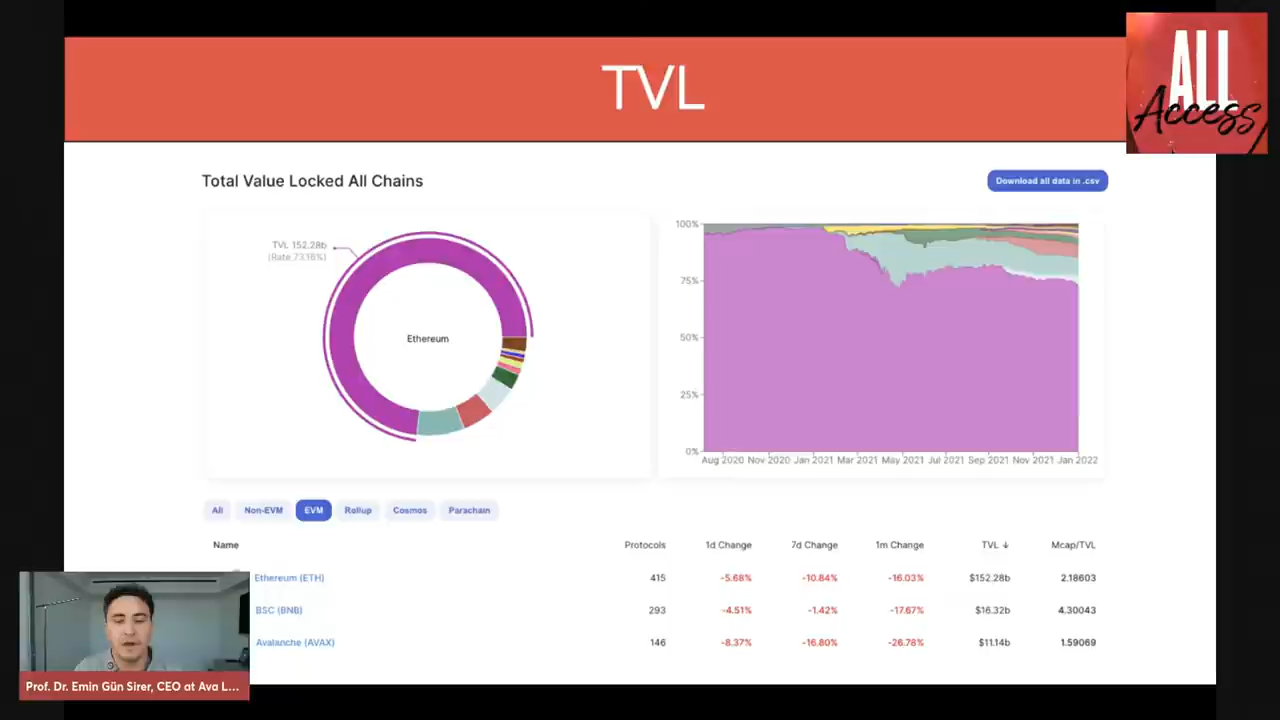 TVL
ALL
Access
Total Value Locked All Chains
Download all data in .csv
TVL 152.28b
(Rate 73.16%)
Ethereum
100%
75%
50%
25%
0%
Aug 2020 Nov 2020 Jan 2021 Mar 2021 May 2021 Jul 2021 Sep 2021 Nov 2021 Jan 2022
All Non-EVM EVM Rollup Cosmos Parachain
Name Protocols 1d Change 7d Change 1m Change TVL ↓ Mcap/TVL
Ethereum (ETH) 415 -5.68% -10.84% -16.03% $152.28b 2.18603
BSC (BNB) 293 -4.51% -1.42% -17.67% $16.32b 4.30043
Avalanche (AVAX) 146 -8.37% -16.80% -26.78% $11.14b 1.59069
Prof. Dr. Emin Gün Sirer, CEO at Ava L...